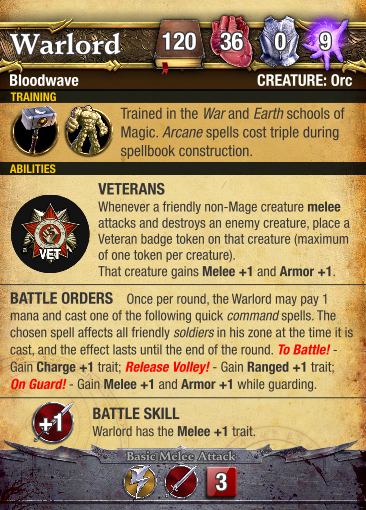 Warlord 120 36 0 9
Bloodwave CREATURE: Orc
TRAINING
Trained in the War and Earth schools of
Magic. Arcane spells cost triple during
spellbook construction.
ABILITIES
VETERANS
Whenever a friendly non-Mage creature melee
attacks and destroys an enemy creature, place a
Veteran badge token on that creature (maximum
of one token per creature).
That creature gains Melee +1 and Armor +1.
VET
BATTLE ORDERS Once per round, the Warlord may pay 1
mana and cast one of the following quick command spells. The
chosen spell affects all friendly soldiers in his zone at the time it is
cast, and the effect lasts until the end of the round. To Battle! -
Gain Charge +1 trait; Release Volley! - Gain Ranged +1 trait;
On Guard! - Gain Melee +1 and Armor +1 while guarding.
+1
BATTLE SKILL
Warlord has the Melee +1 trait.
Basic Melee Attack
3